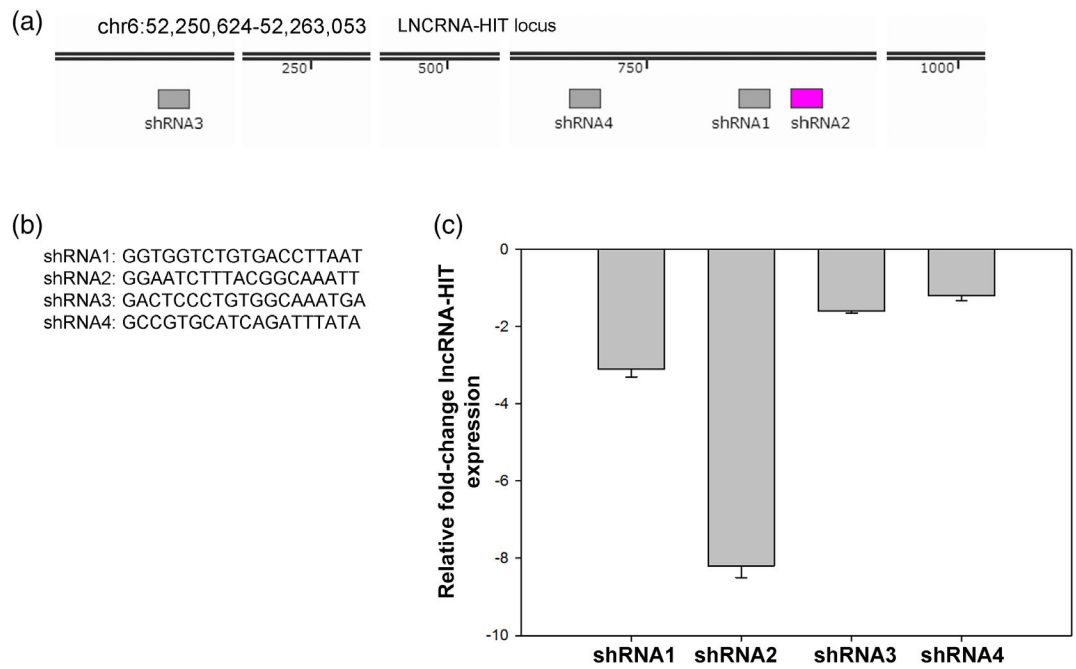 (a)
chr6:52,250,624-52,263,053 LNCRNA-HIT locus
250 500 750 1000
shRNA3 shRNA4 shRNA1 shRNA2
(b)
shRNA1: GGTGGTCTGTGACCTTAAT
shRNA2: GGAATCTTTACGGCAAATT
shRNA3: GACTCCCTGTGGCAAATGA
shRNA4: GCCGTGCATCAGATTTATA
(c)
Relative fold-change lncRNA-HIT
expression
0
-2
-4
-6
-8
-10
shRNA1 shRNA2 shRNA3 shRNA4